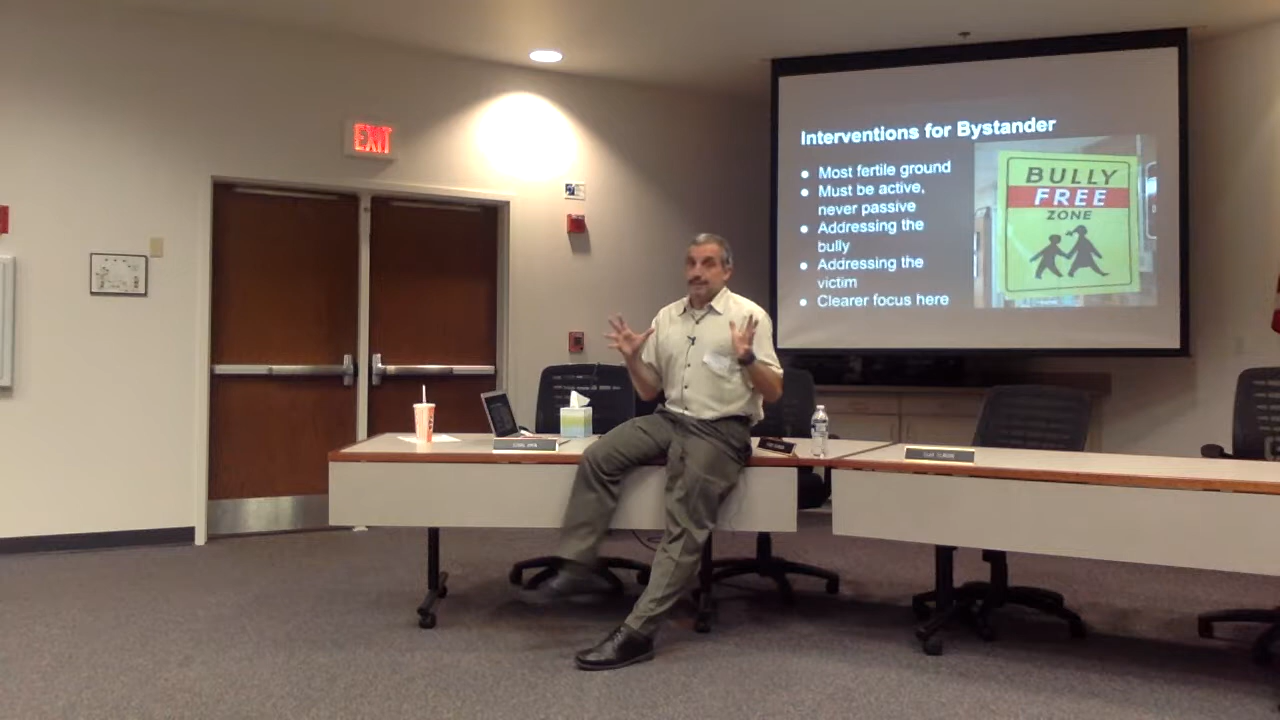 EXIT
Interventions for Bystander
● Most fertile ground
● Must be active,
never passive
● Addressing the
bully
● Addressing the
victim
● Clearer focus here
BULLY
FREE
ZONE